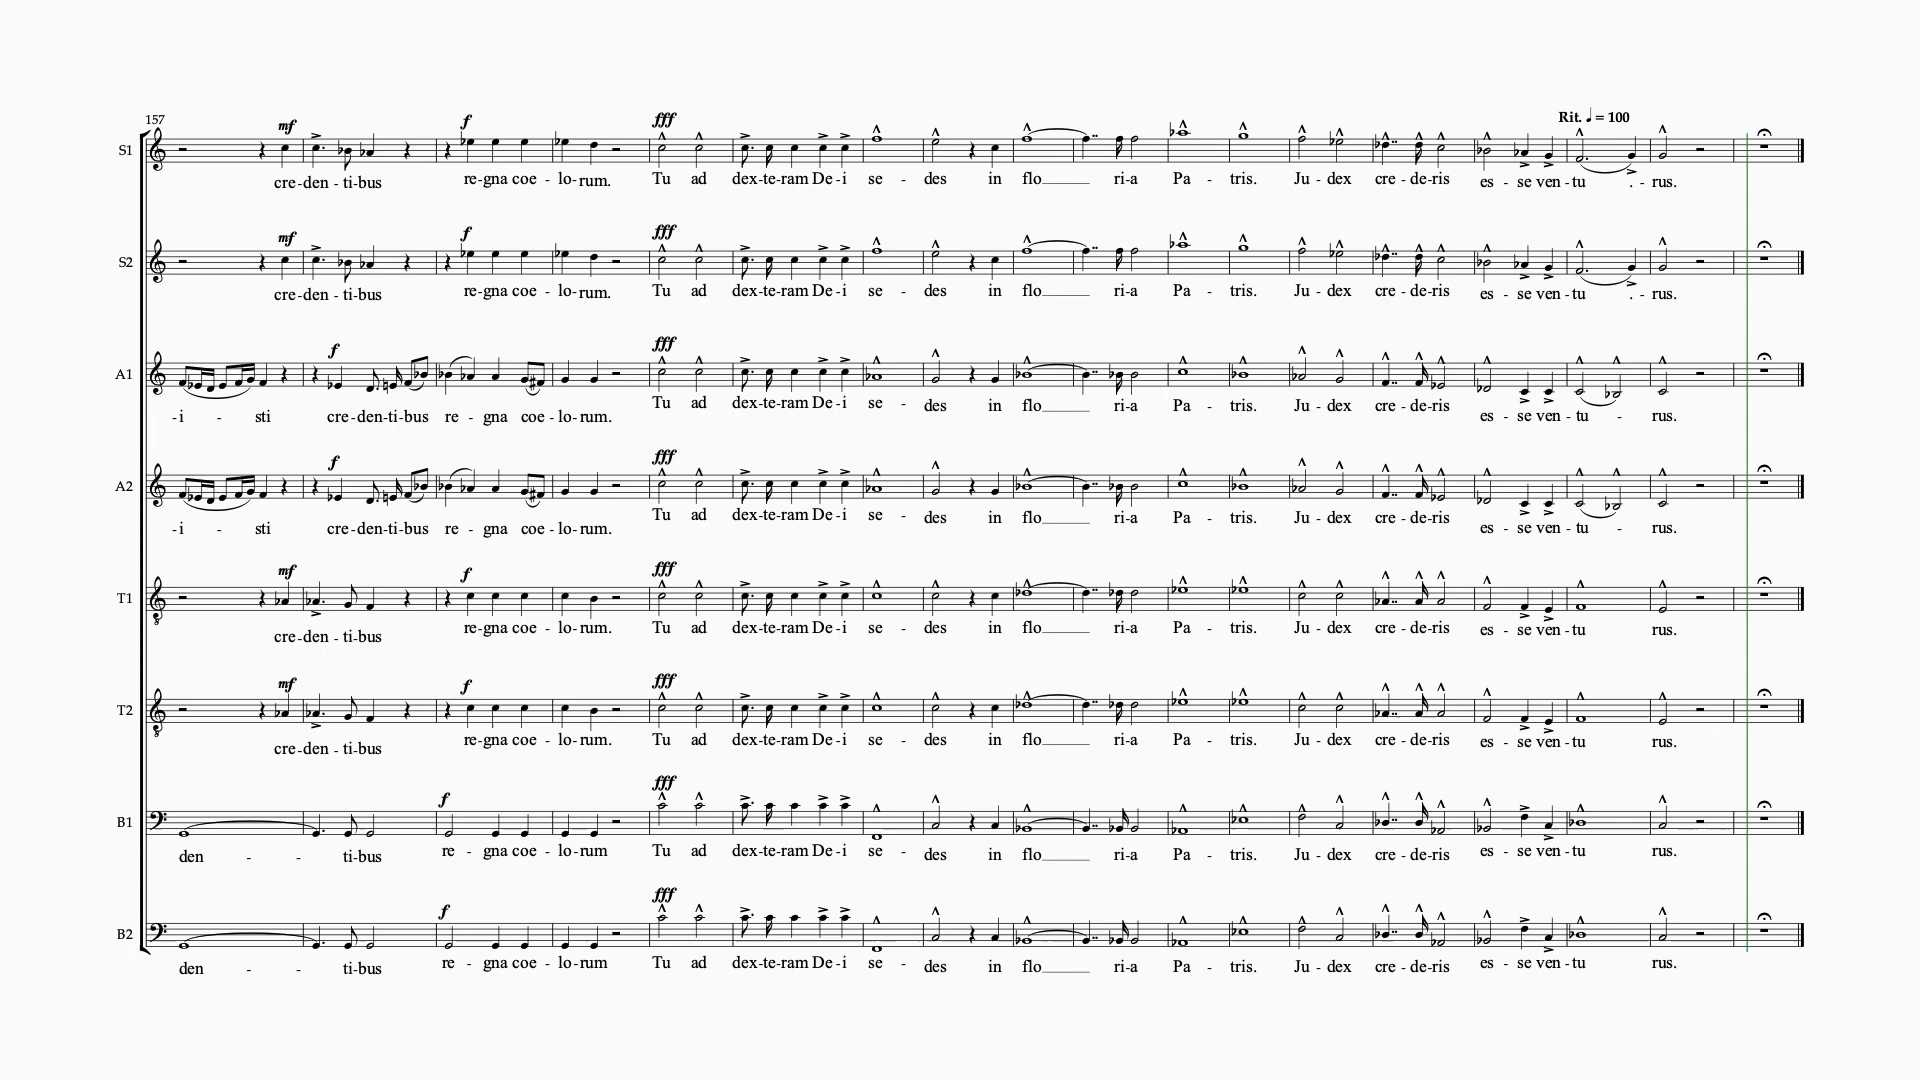 157 Rit. ♩ = 100
mf f fff
S1
cre-den - ti-bus re-gna coe - lo-rum. Tu ad dex-te-ram De-i se - des in flo____ ri-a Pa - tris. Ju - dex cre - de-ris es - se ven-tu . - rus.
mf f fff
S2
cre-den - ti-bus re-gna coe - lo-rum. Tu ad dex-te-ram De-i se - des in flo____ ri-a Pa - tris. Ju - dex cre - de-ris es - se ven-tu . - rus.
f fff
A1
-i - sti cre-den-ti-bus re - gna coe - lo-rum. Tu ad dex-te-ram De-i se - des in flo____ ri-a Pa - tris. Ju - dex cre - de-ris es - se ven-tu - rus.
f fff
A2
-i - sti cre-den-ti-bus re - gna coe - lo-rum. Tu ad dex-te-ram De-i se - des in flo____ ri-a Pa - tris. Ju - dex cre - de-ris es - se ven-tu - rus.
mf f fff
T1
cre-den - ti-bus re-gna coe - lo-rum. Tu ad dex-te-ram De-i se - des in flo____ ri-a Pa - tris. Ju - dex cre - de-ris es - se ven-tu rus.
mf f fff
T2
cre-den - ti-bus re-gna coe - lo-rum. Tu ad dex-te-ram De-i se - des in flo____ ri-a Pa - tris. Ju - dex cre - de-ris es - se ven-tu rus.
f fff
B1
den - - ti-bus re - gna coe - lo-rum Tu ad dex-te-ram De-i se - des in flo____ ri-a Pa - tris. Ju - dex cre - de-ris es - se ven-tu rus.
f fff
B2
den - - ti-bus re - gna coe - lo-rum Tu ad dex-te-ram De-i se - des in flo____ ri-a Pa - tris. Ju - dex cre - de-ris es - se ven-tu rus.